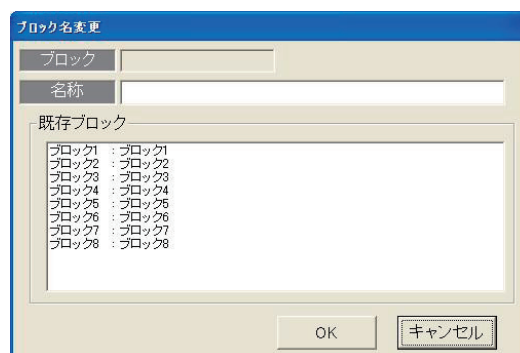 ブロック名変更
ブロック
名称
既存ブロック
ブロック1 : ブロック1
ブロック2 : ブロック2
ブロック3 : ブロック3
ブロック4 : ブロック4
ブロック5 : ブロック5
ブロック6 : ブロック6
ブロック7 : ブロック7
ブロック8 : ブロック8
OK キャンセル